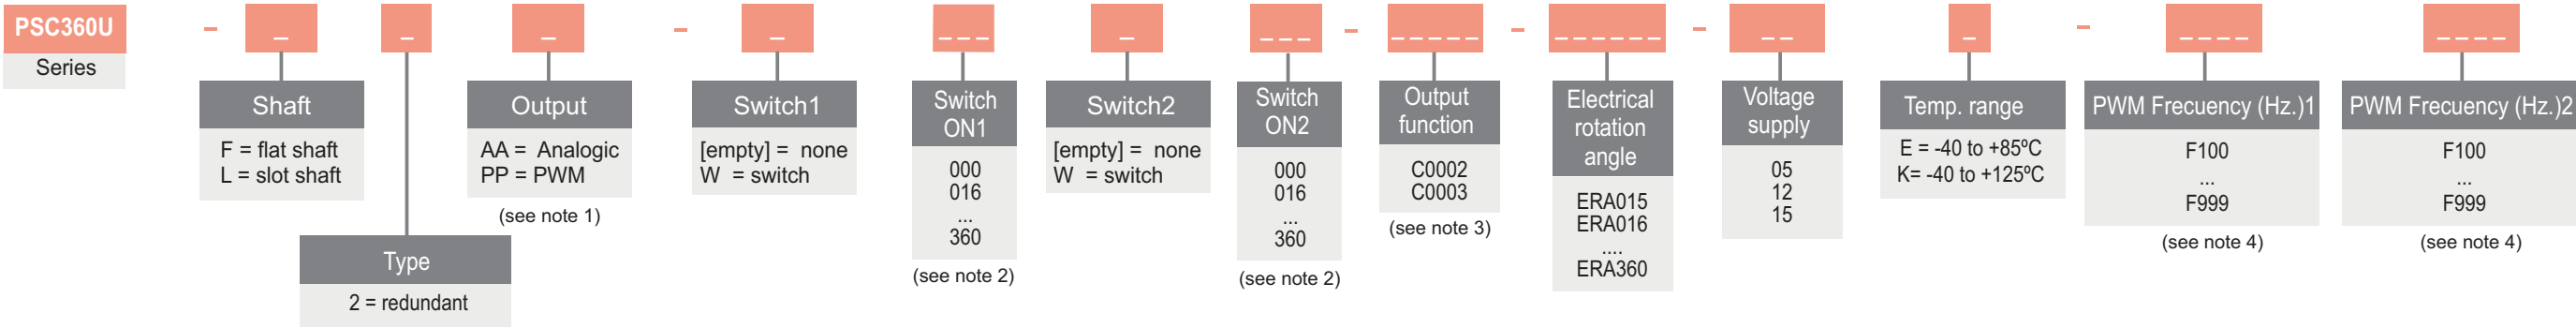 PSC360U
Series
Shaft
F = flat shaft
L = slot shaft
Type
2 = redundant
Output
AA = Analogic
PP = PWM
(see note 1)
Switch1
[empty] = none
W = switch
Switch
ON1
000
016
...
360
(see note 2)
Switch2
[empty] = none
W = switch
Switch
ON2
000
016
...
360
(see note 2)
Output
function
C0002
C0003
(see note 3)
Electrical
rotation
angle
ERA015
ERA016
....
ERA360
Voltage
supply
05
12
15
Temp. range
E = -40 to +85ºC
K= -40 to +125ºC
PWM Frecuency (Hz.)1
F100
...
F999
(see note 4)
PWM Frecuency (Hz.)2
F100
...
F999
(see note 4)